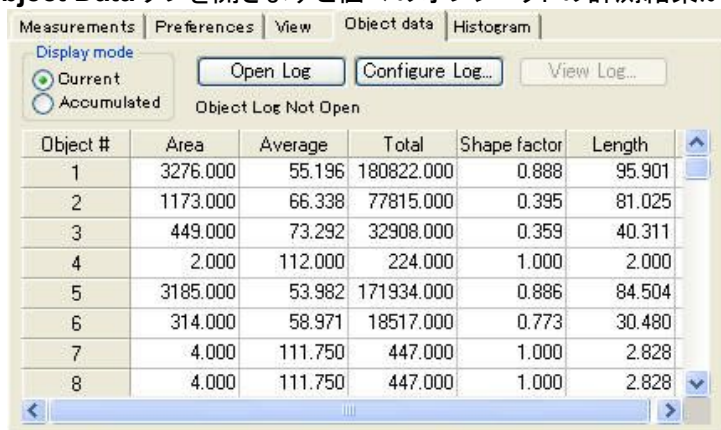 Measurements Preferences View Object data Histogram
Display mode
Current
Accumulated
Open Log Configure Log... View Log...
Object Log Not Open
Object # Area Average Total Shape factor Length
1 3276.000 55.196 180822.000 0.888 95.901
2 1173.000 66.338 77815.000 0.395 81.025
3 449.000 73.292 32908.000 0.359 40.311
4 2.000 112.000 224.000 1.000 2.000
5 3185.000 53.982 171934.000 0.886 84.504
6 314.000 58.971 18517.000 0.773 30.480
7 4.000 111.750 447.000 1.000 2.828
8 4.000 111.750 447.000 1.000 2.828